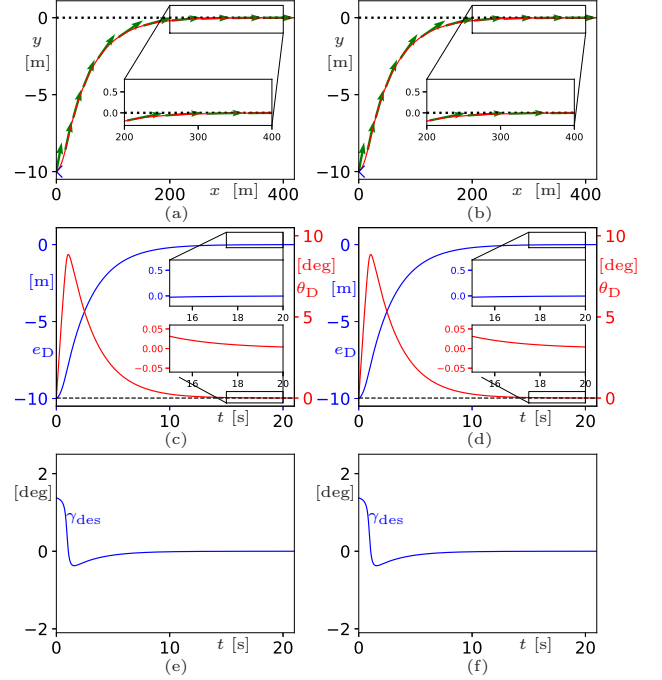 0
y
[m]
−5
−10
0.5
0.0
200
300
400
0
200
x [m]
400
(a)
0
y
[m]
−5
−10
0.5
0.0
200
300
400
0
200
x [m]
400
(b)
0
[m]
−5
eD
−10
0.5
0.0
16
18
20
0.05
0.00
−0.05
16
18
20
10
[deg]
θD
5
0
0
10
t [s]
20
(c)
0
[m]
−5
eD
−10
0.5
0.0
16
18
20
0.05
0.00
−0.05
16
18
20
10
[deg]
θD
5
0
0
10
t [s]
20
(d)
2
[deg]
γdes
0
−2
0
10
t [s]
20
(e)
2
[deg]
γdes
0
−2
0
10
t [s]
20
(f)